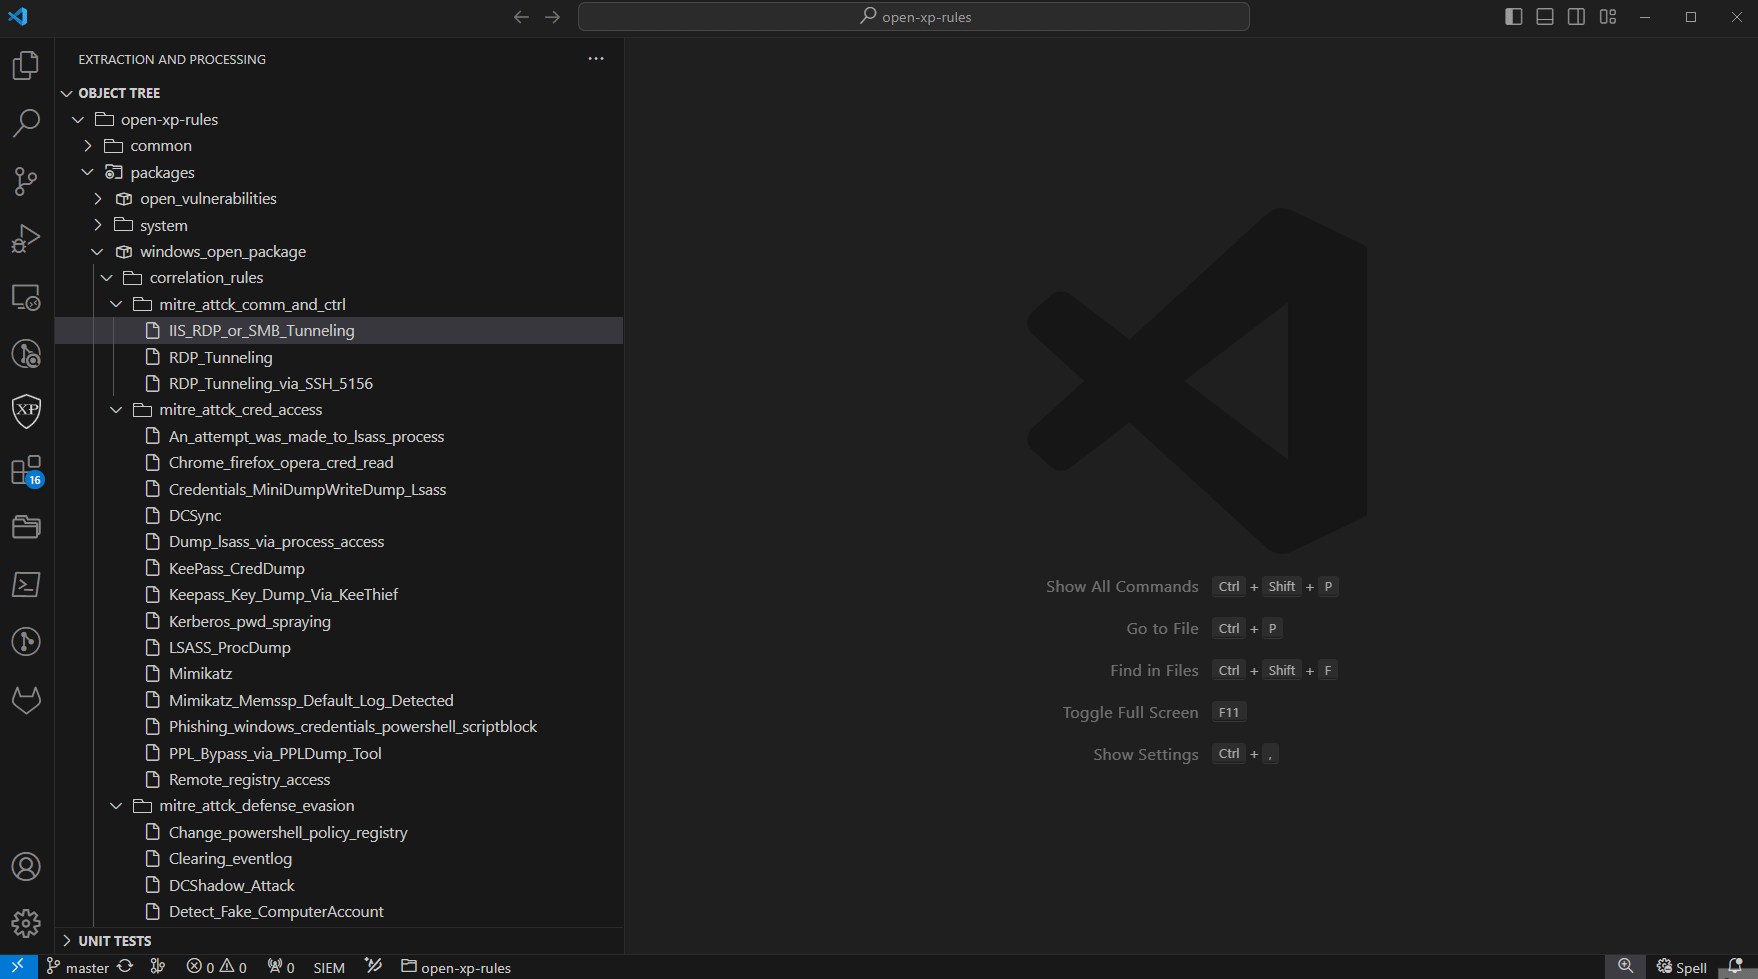 open-xp-rules
EXTRACTION AND PROCESSING
OBJECT TREE
open-xp-rules
common
packages
open_vulnerabilities
system
windows_open_package
correlation_rules
mitre_attck_comm_and_ctrl
IIS_RDP_or_SMB_Tunneling
RDP_Tunneling
RDP_Tunneling_via_SSH_5156
mitre_attck_cred_access
An_attempt_was_made_to_lsass_process
Chrome_firefox_opera_cred_read
Credentials_MiniDumpWriteDump_Lsass
DCSync
Dump_lsass_via_process_access
KeePass_CredDump
Keepass_Key_Dump_Via_KeeThief
Kerberos_pwd_spraying
LSASS_ProcDump
Mimikatz
Mimikatz_Memssp_Default_Log_Detected
Phishing_windows_credentials_powershell_scriptblock
PPL_Bypass_via_PPLDump_Tool
Remote_registry_access
mitre_attck_defense_evasion
Change_powershell_policy_registry
Clearing_eventlog
DCShadow_Attack
Detect_Fake_ComputerAccount
UNIT TESTS
XP
16
Show All Commands Ctrl + Shift + P
Go to File Ctrl + P
Find in Files Ctrl + Shift + F
Toggle Full Screen F11
Show Settings Ctrl + ,
master 0 0 0 SIEM open-xp-rules Spell